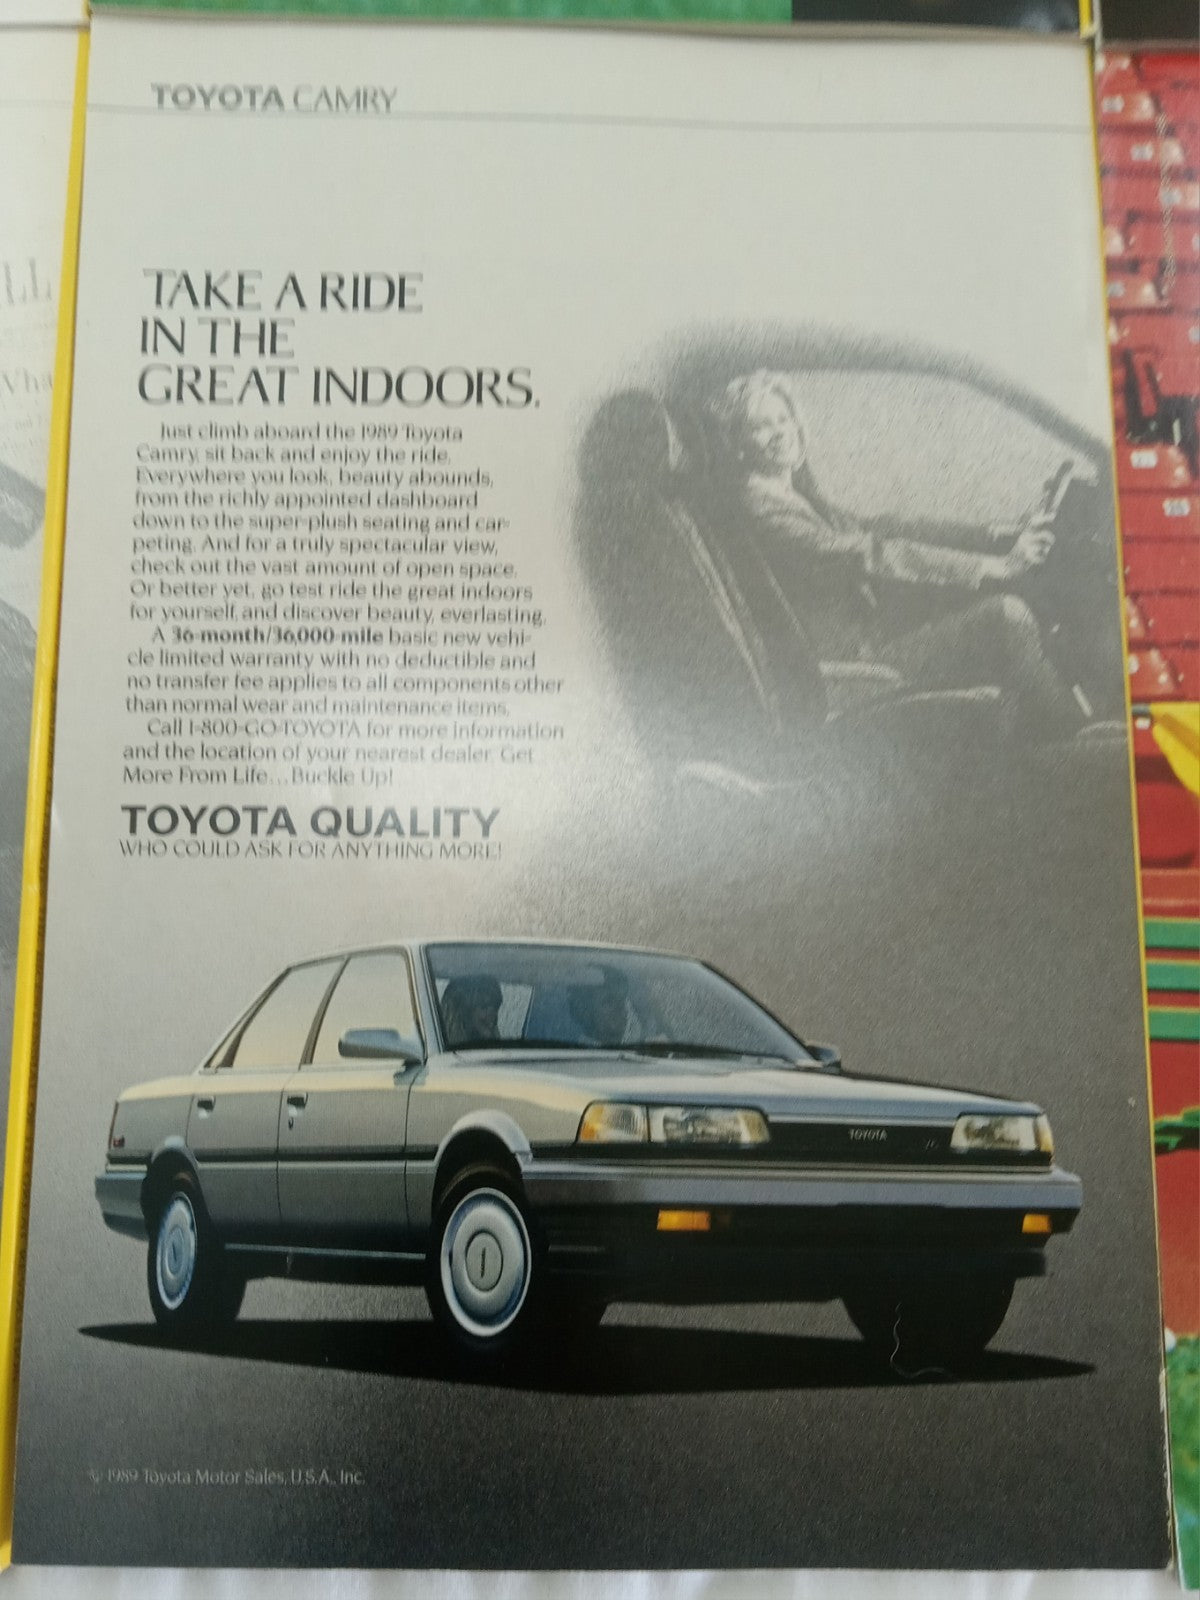 TOYOTA CAMRY
TAKE A RIDE
IN THE
GREAT INDOORS.
Just climb aboard the 1989 Toyota
Camry, sit back and enjoy the ride.
Everywhere you look, beauty abounds,
from the richly appointed dashboard
down to the super-plush seating and car-
peting. And for a truly spectacular view,
check out the vast amount of open space.
Or better yet, go test ride the great indoors
for yourself, and discover beauty, everlasting.
A 36-month/36,000-mile basic new vehi-
cle limited warranty with no deductible and
no transfer fee applies to all components other
than normal wear and maintenance items.
Call 1-800-GO-TOYOTA for more information
and the location of your nearest dealer. Get
More From Life...Buckle Up!
TOYOTA QUALITY
WHO COULD ASK FOR ANYTHING MORE!
TOYOTA
© 1989 Toyota Motor Sales, U.S.A., Inc.